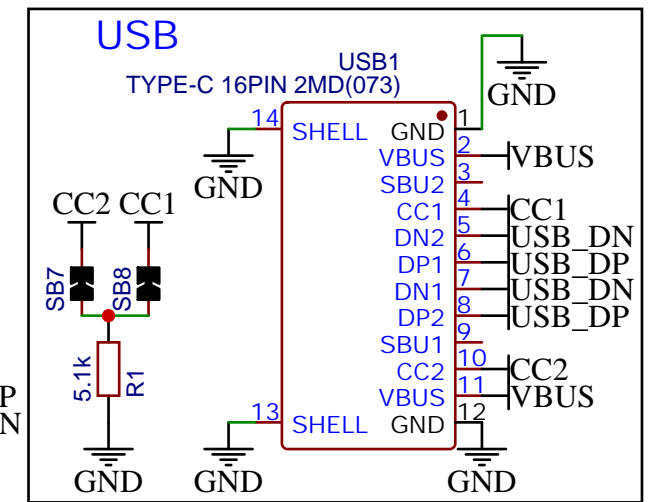 USB
USB1
TYPE-C 16PIN 2MD(073)
GND
14 SHELL GND 1
VBUS 2 VBUS
GND
SBU2 3
CC2 CC1
CC1 4 CC1
DN2 5 USB_DN
DP1 6 USB_DP
SB7 SB8
DN1 7 USB_DN
DP2 8 USB_DP
SBU1 9
5.1k R1
CC2 10 CC2
P
VBUS 11 VBUS
N
13 SHELL GND 12
GND GND GND